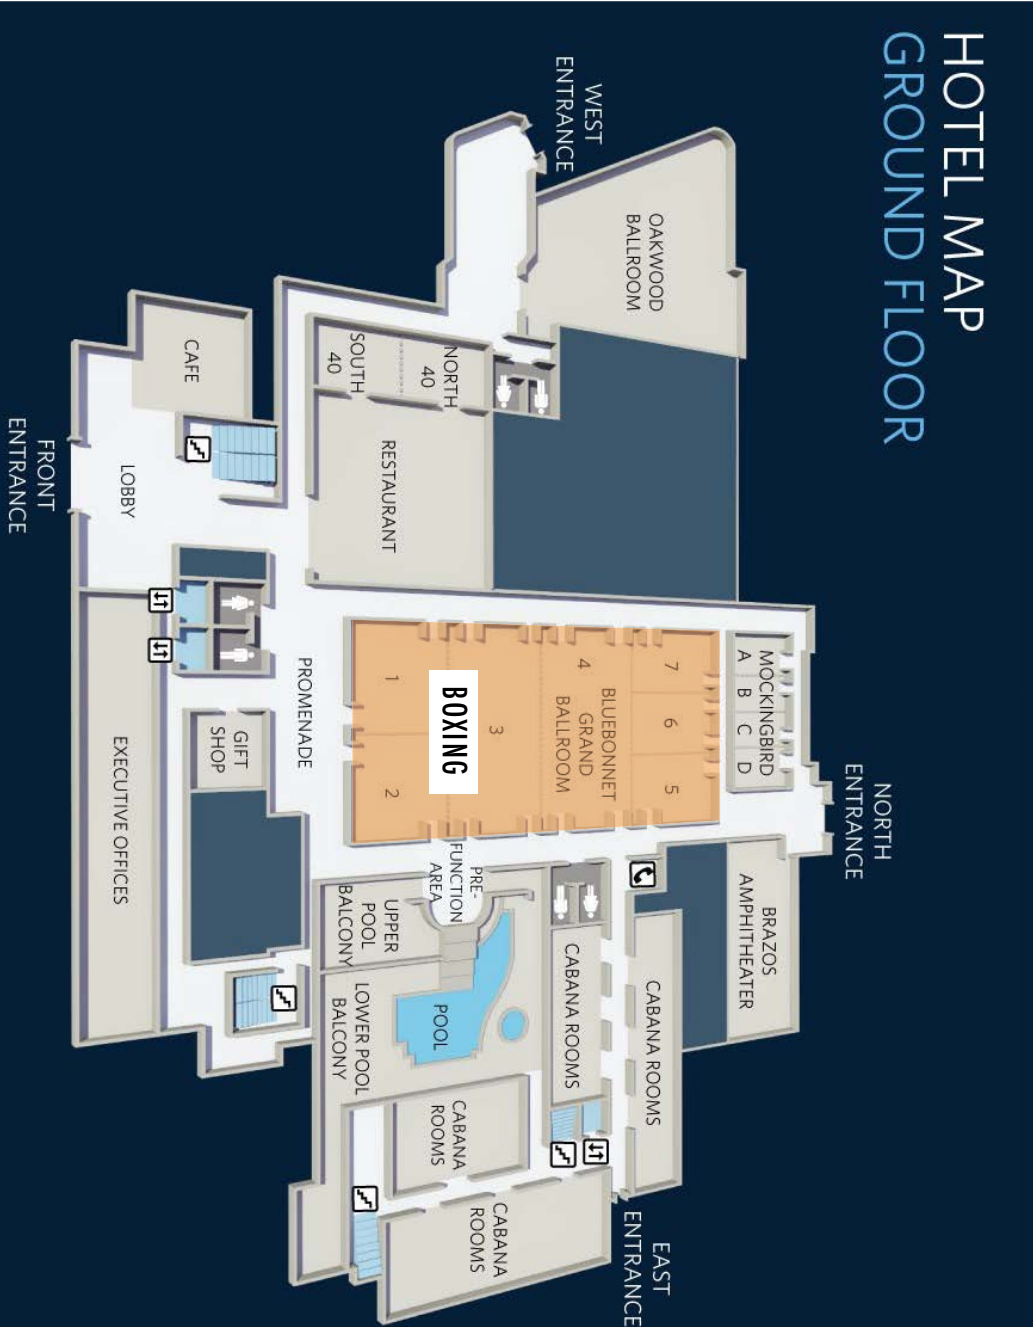 HOTEL MAP
GROUND FLOOR
WEST
ENTRANCE
OAKWOOD
BALLROOM
NORTH
40
SOUTH
40
CAFE
RESTAURANT
LOBBY
FRONT
ENTRANCE
MOCKINGBIRD
A B C D
NORTH
ENTRANCE
7
6
5
4
BLUEBONNET
GRAND
BALLROOM
3
BOXING
1
2
PROMENADE
GIFT
SHOP
EXECUTIVE OFFICES
PRE-
FUNCTION
AREA
UPPER
POOL
BALCONY
LOWER POOL
BALCONY
POOL
BRAZOS
AMPHITHEATER
CABANA ROOMS
CABANA ROOMS
CABANA
ROOMS
CABANA
ROOMS
EAST
ENTRANCE